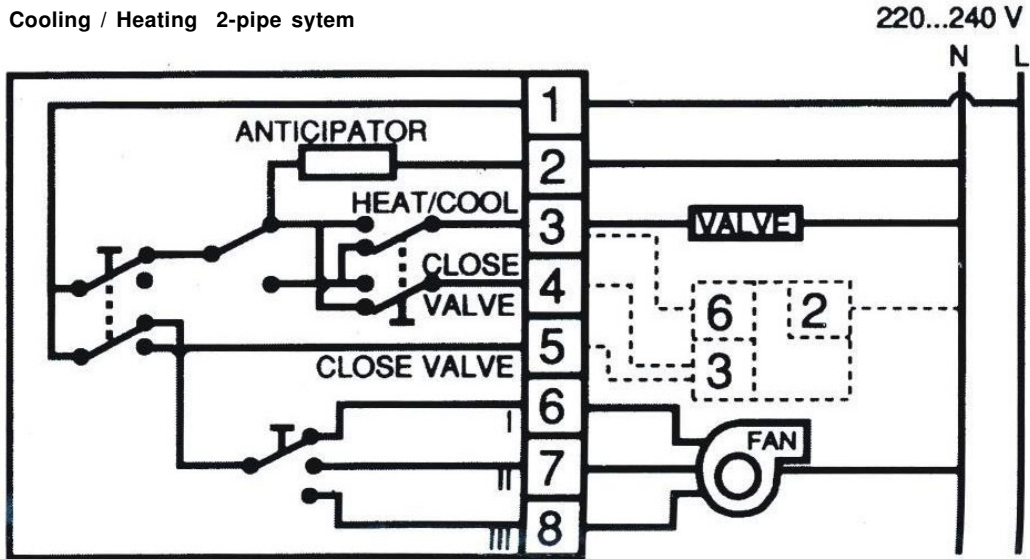 Cooling / Heating 2-pipe sytem
220...240 V
N L
1
ANTICIPATOR
2
HEAT/COOL
3
VALVE
CLOSE
VALVE
4
6 2
5
CLOSE VALVE
3
6
I
FAN
7
II
8
III